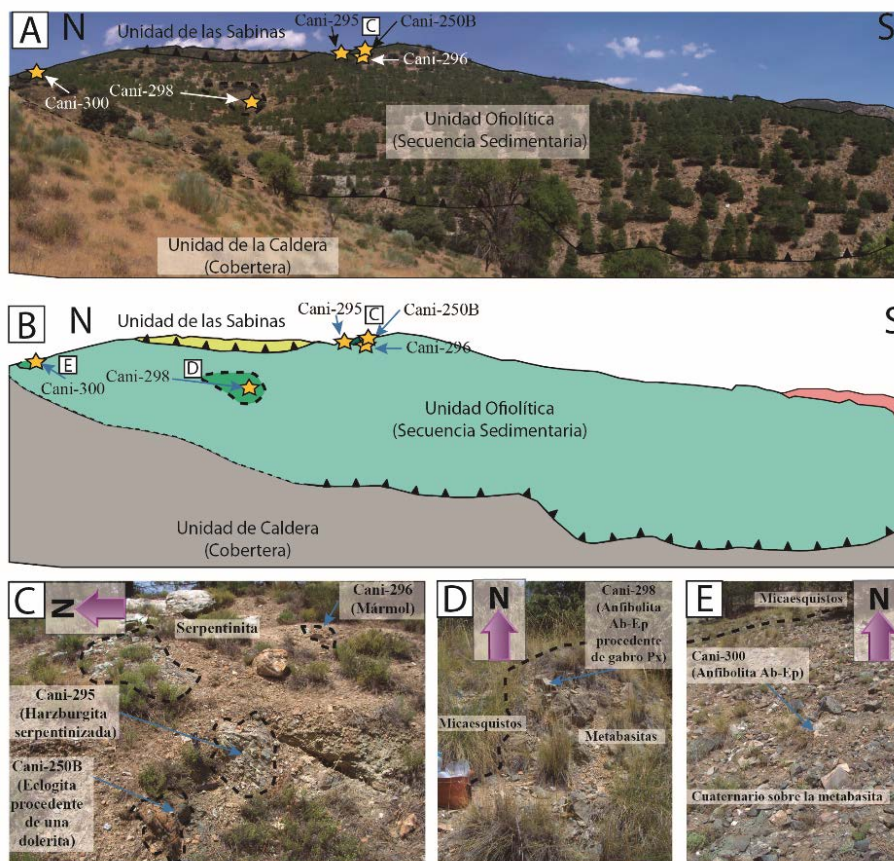 A
N
S
Unidad de las Sabinas
Cani-295
C
Cani-250B
Cani-296
Cani-298
Cani-300
Unidad Ofiolítica
(Secuencia Sedimentaria)
Unidad de la Caldera
(Cobertera)
B
N
S
Unidad de las Sabinas
Cani-295
C
Cani-250B
Cani-296
E
Cani-300
D
Cani-298
Unidad Ofiolítica
(Secuencia Sedimentaria)
Unidad de Caldera
(Cobertera)
C
N
Serpentinita
Cani-296
(Mármol)
Cani-295
(Harzburgita
serpentinizada)
Cani-250B
(Eclogita
procedente
de una
dolerita)
D
N
Cani-298
(Anfibolita
Ab-Ep
procedente
de gabro Px)
Micaesquistos
Metabasitas
E
Micaesquistos
N
Cani-300
(Anfibolita Ab-Ep)
Cuaternario sobre la metabasita